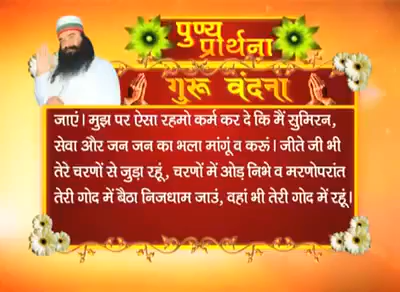 पुण्य
प्रार्थना
गुरू वंदना
जाएं। मुझ पर ऐसा रहमो कर्म कर दे कि मैं सुमिरन,
सेवा और जन जन का भला मांगूं व करूं। जीते जी भी
तेरे चरणों से जुड़ा रहूं, चरणों में ओड़ निभे व मरणोपरांत
तेरी गोद में बैठा निजधाम जाउं, वहां भी तेरी गोद में रहूं।